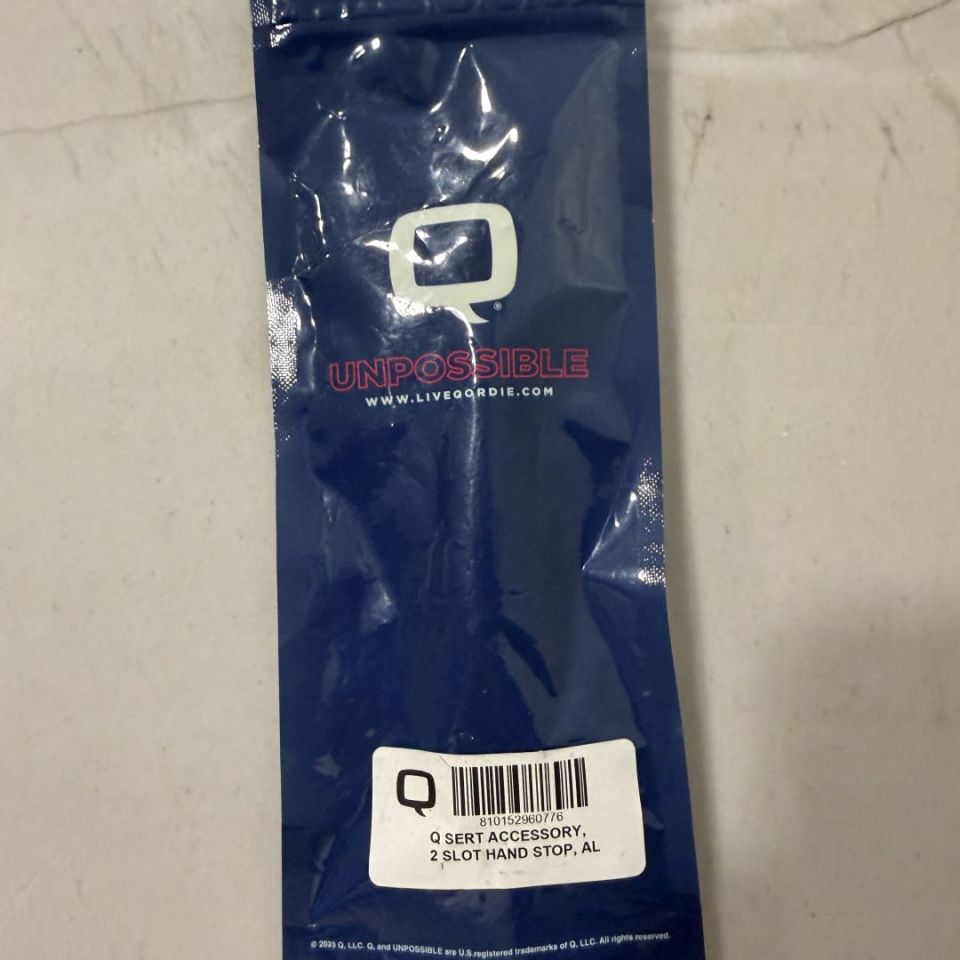 Q®
UNPOSSIBLE
WWW.LIVEQORDIE.COM
Q
810152960776
Q SERT ACCESSORY,
2 SLOT HAND STOP, AL
© 2023 Q, LLC. Q, and UNPOSSIBLE are U.S.registered trademarks of Q, LLC. All rights reserved.